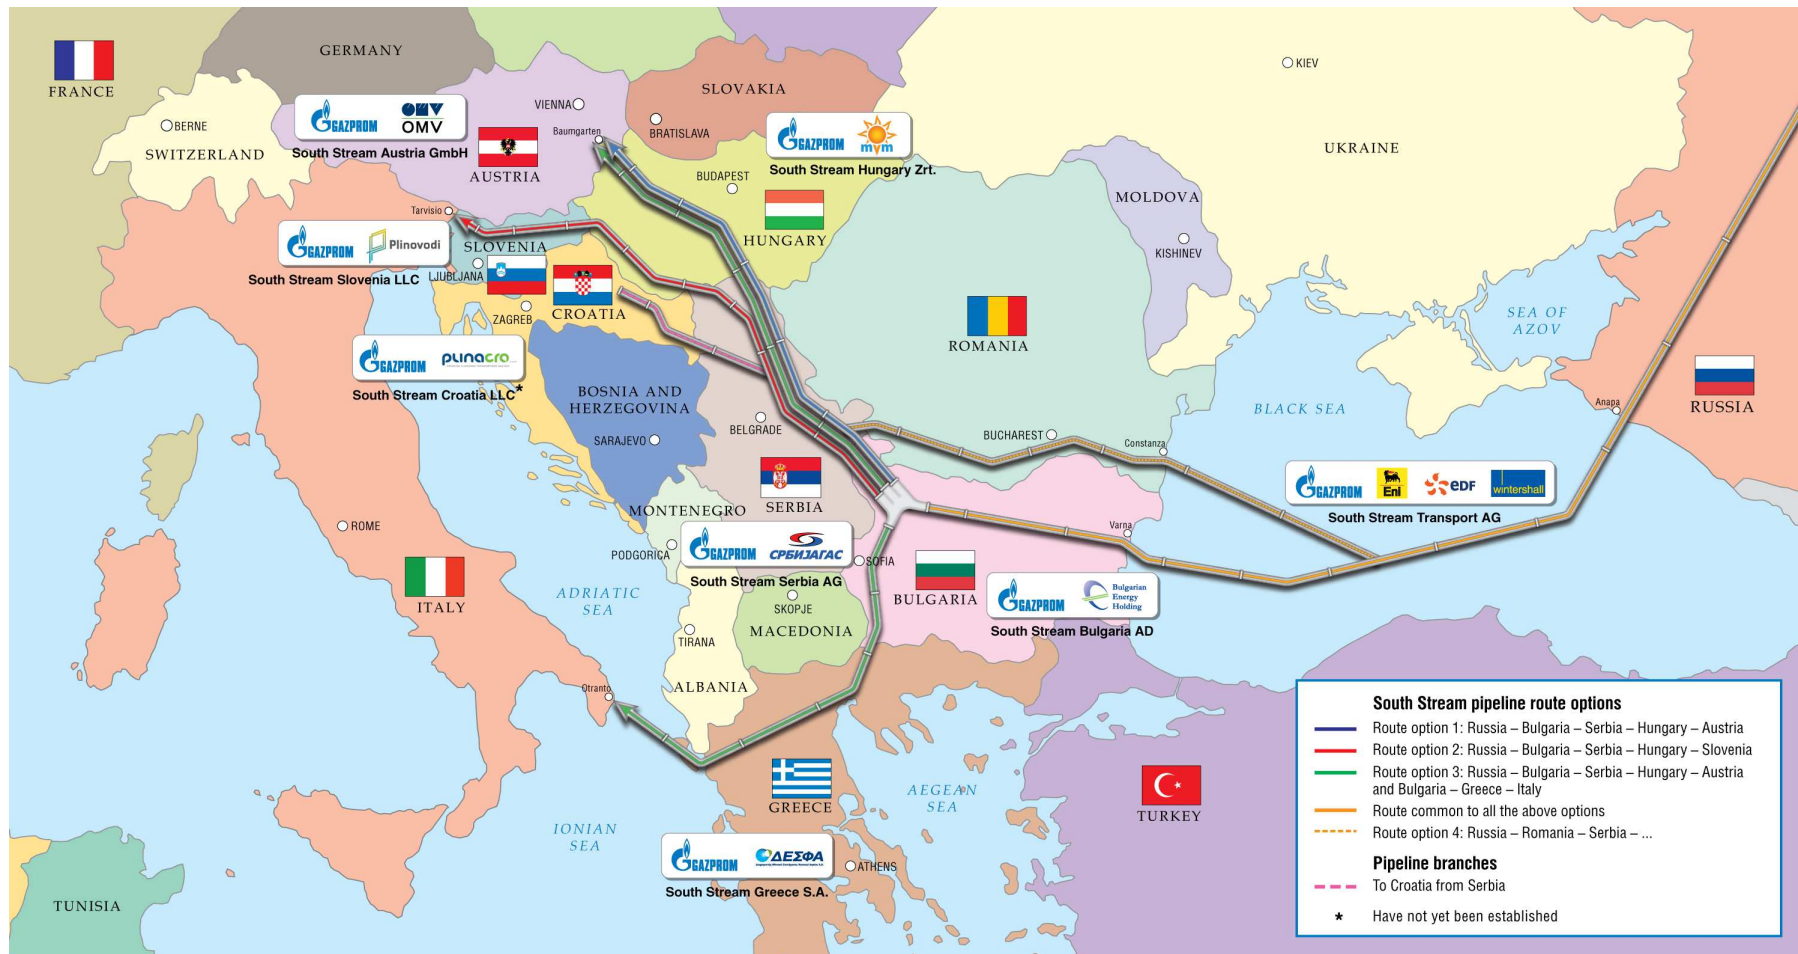 FRANCE
GERMANY
BERNE
SWITZERLAND
GAZPROM
OMV
South Stream Austria GmbH
VIENNA
Baumgarten
AUSTRIA
SLOVAKIA
BRATISLAVA
GAZPROM
mvm
South Stream Hungary Zrt.
BUDAPEST
HUNGARY
KIEV
UKRAINE
MOLDOVA
KISHINEV
Tarvisio
GAZPROM
Plinovodi
South Stream Slovenia LLC
SLOVENIA
LJUBLJANA
ZAGREB
CROATIA
GAZPROM
PLINACRO
South Stream Croatia LLC*
BOSNIA AND
HERZEGOVINA
SARAJEVO
BELGRADE
SERBIA
ROMANIA
BUCHAREST
Constanza
SEA OF
AZOV
BLACK SEA
Anapa
RUSSIA
GAZPROM
Eni
eDF
wintershall
South Stream Transport AG
MONTENEGRO
PODGORICA
GAZPROM
СРБИЈАГАС
South Stream Serbia AG
SOFIA
Varna
BULGARIA
GAZPROM
Bulgarian
Energy
Holding
South Stream Bulgaria AD
ROME
ITALY
ADRIATIC
SEA
SKOPJE
MACEDONIA
TIRANA
ALBANIA
Otranto
GREECE
AEGEAN
SEA
IONIAN
SEA
GAZPROM
ΔΕΣΦΑ
South Stream Greece S.A.
ATHENS
TURKEY
TUNISIA
South Stream pipeline route options
Route option 1: Russia – Bulgaria – Serbia – Hungary – Austria
Route option 2: Russia – Bulgaria – Serbia – Hungary – Slovenia
Route option 3: Russia – Bulgaria – Serbia – Hungary – Austria
and Bulgaria – Greece – Italy
Route common to all the above options
Route option 4: Russia – Romania – Serbia – ...
Pipeline branches
To Croatia from Serbia
* Have not yet been established